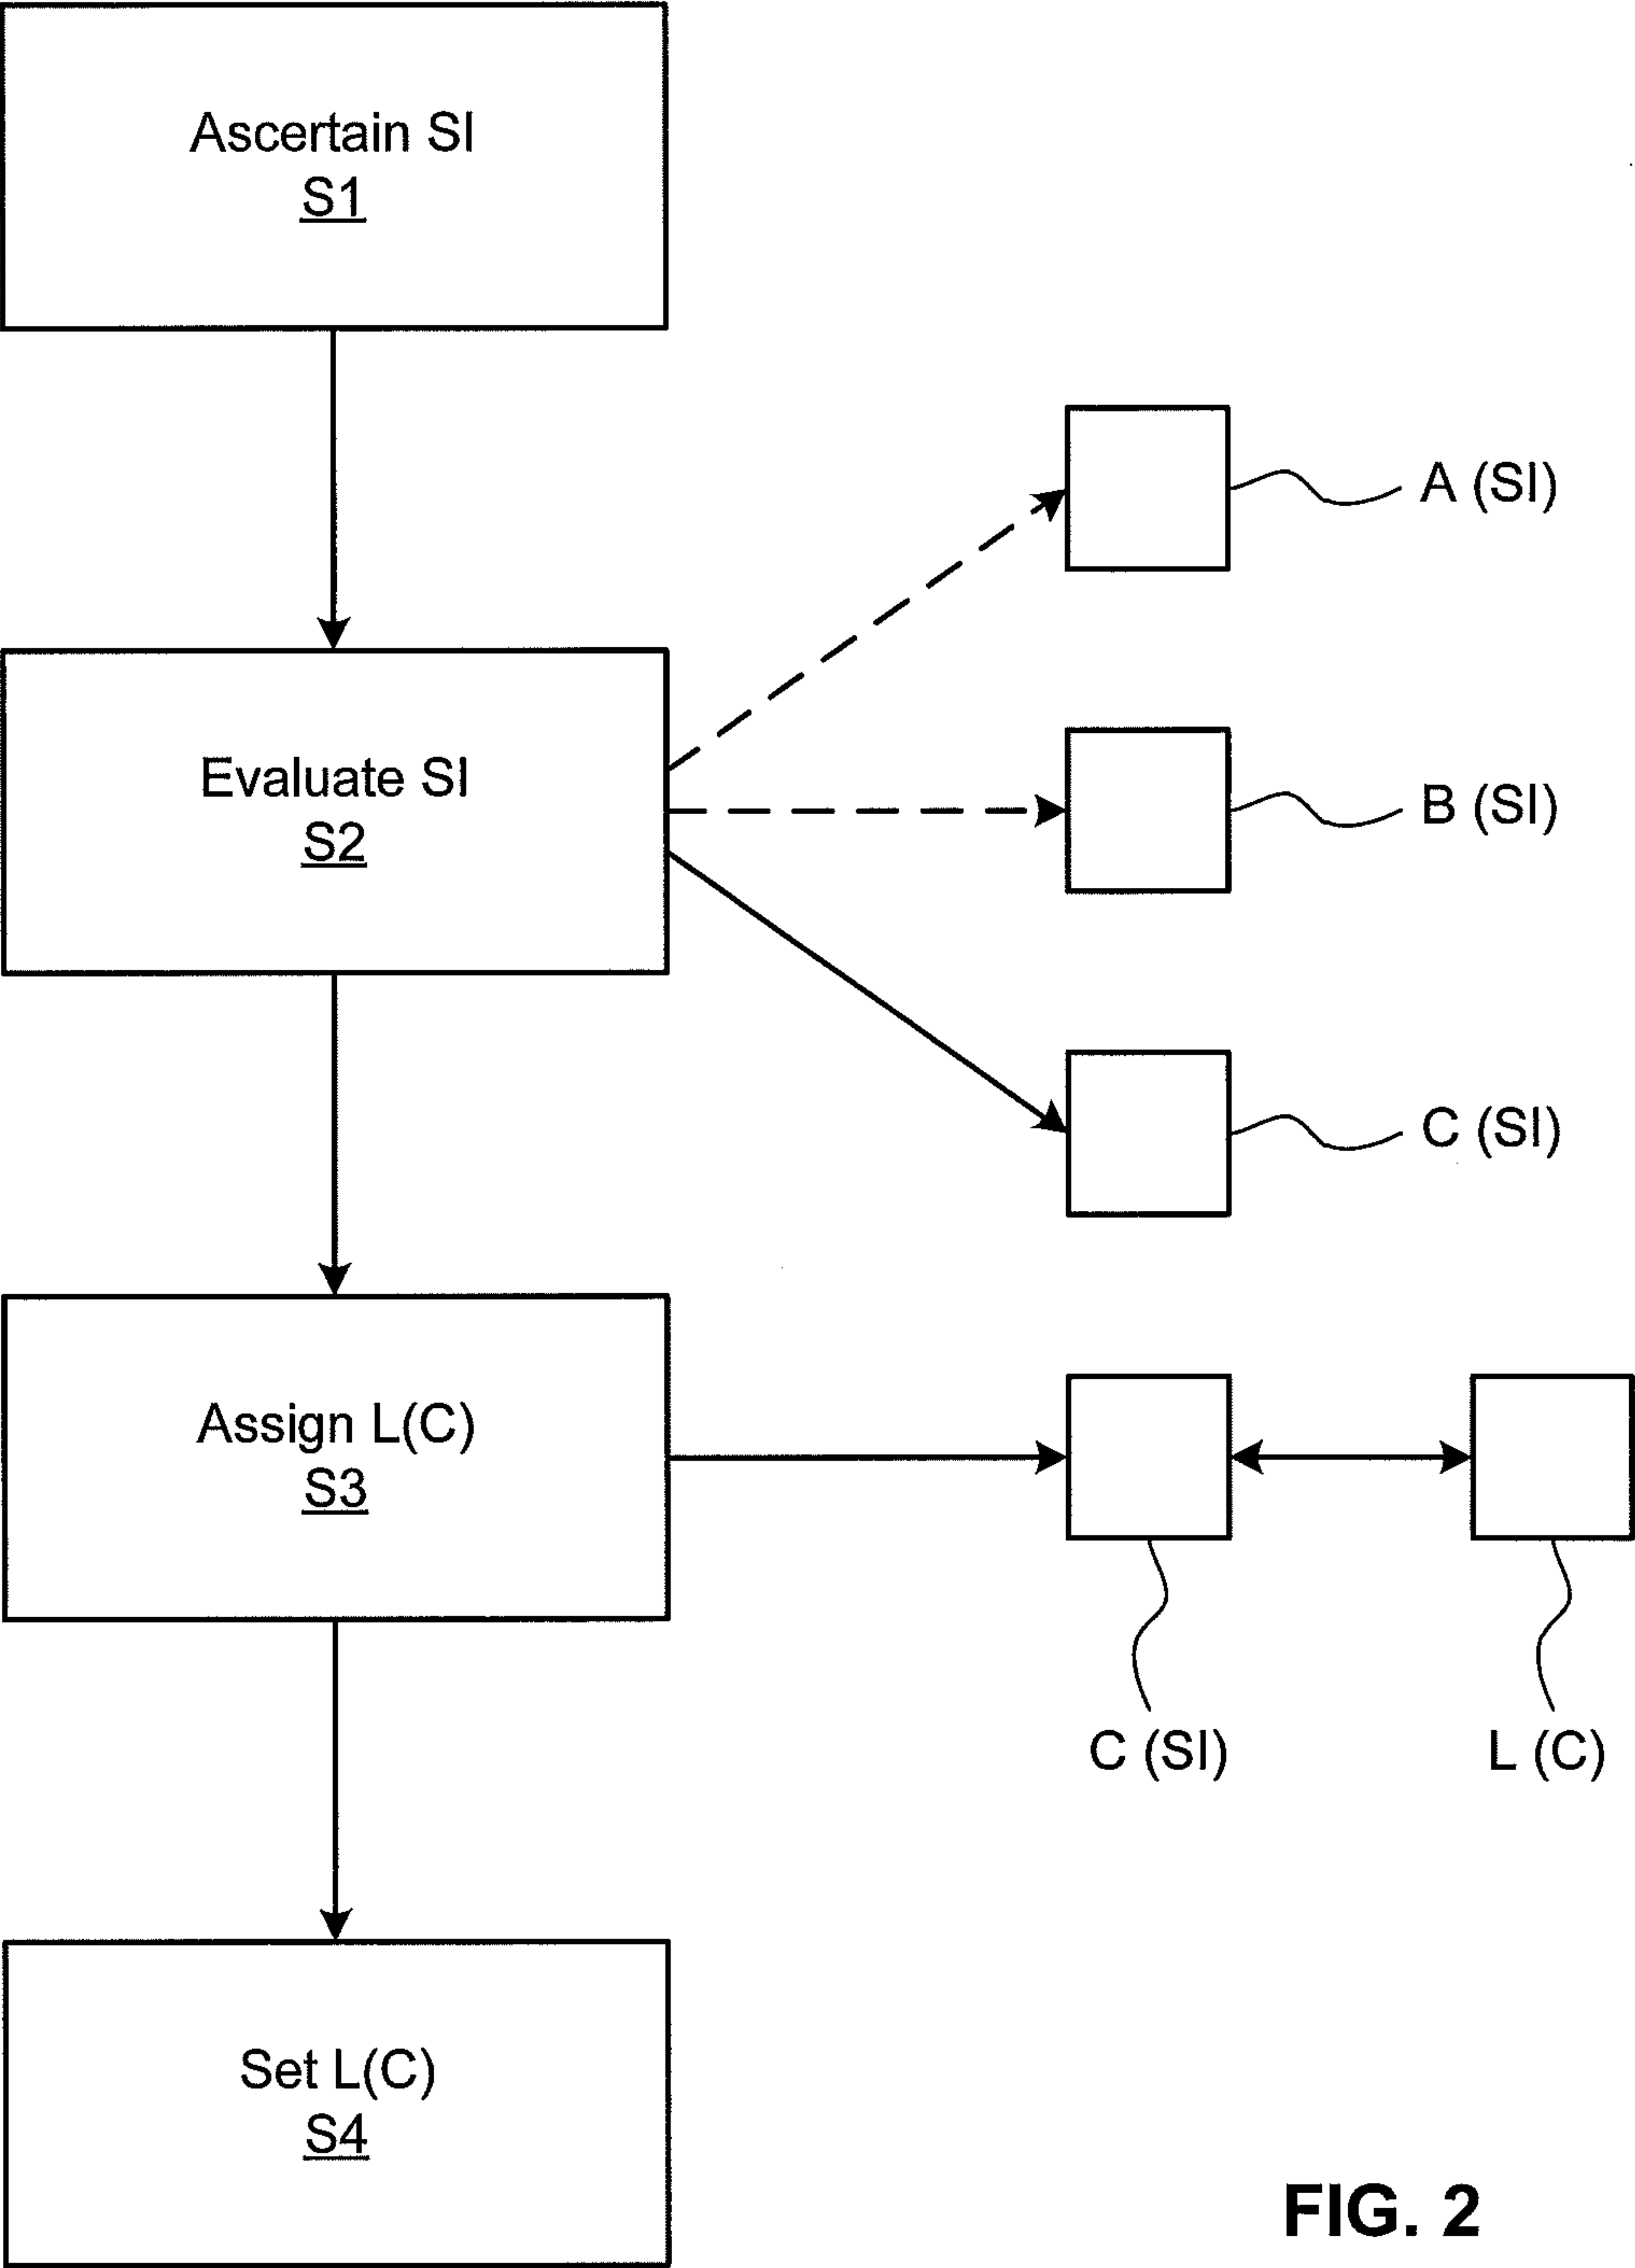 Ascertain SI
S1
A (SI)
Evaluate SI
S2
B (SI)
C (SI)
Assign L(C)
S3
C (SI)
L (C)
Set L(C)
S4
FIG. 2